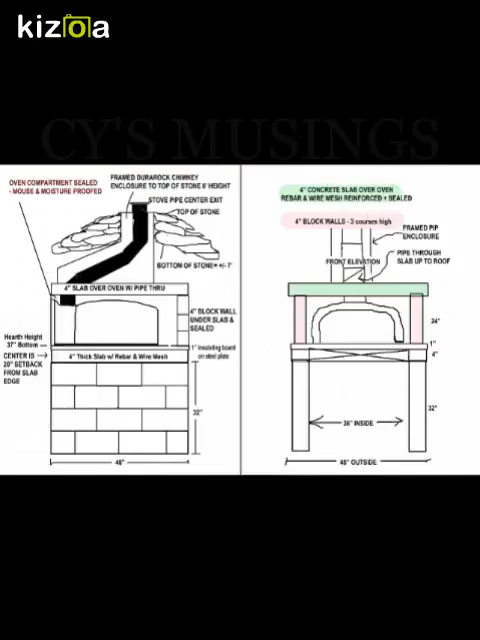 kizoa
CY'S MUSINGS
OVEN COMPARTMENT SEALED
- MOUSE & MOISTURE PROOFED
FRAMED DURAROCK CHIMNEY
ENCLOSURE TO TOP OF STONE 8' HEIGHT
STOVE PIPE CENTER EXIT
TOP OF STONE
BOTTOM OF STONE= +/- 7'
4" SLAB OVER OVEN W/ PIPE THRU
4" BLOCK WALL
UNDER SLAB &
SEALED
Hearth Height
37" Bottom
1" insulating board
on steel plate
CENTER IS
20" SETBACK
FROM SLAB
EDGE
4" Thick Slab w/ Rebar & Wire Mesh
32"
48"
4" CONCRETE SLAB OVER OVEN
REBAR & WIRE MESH REINFORCED + SEALED
4" BLOCK WALLS - 3 courses high
FRAMED PIP
ENCLOSURE
PIPE THROUGH
SLAB UP TO ROOF
FRONT ELEVATION
24"
1"
4"
32"
36" INSIDE
48" OUTSIDE